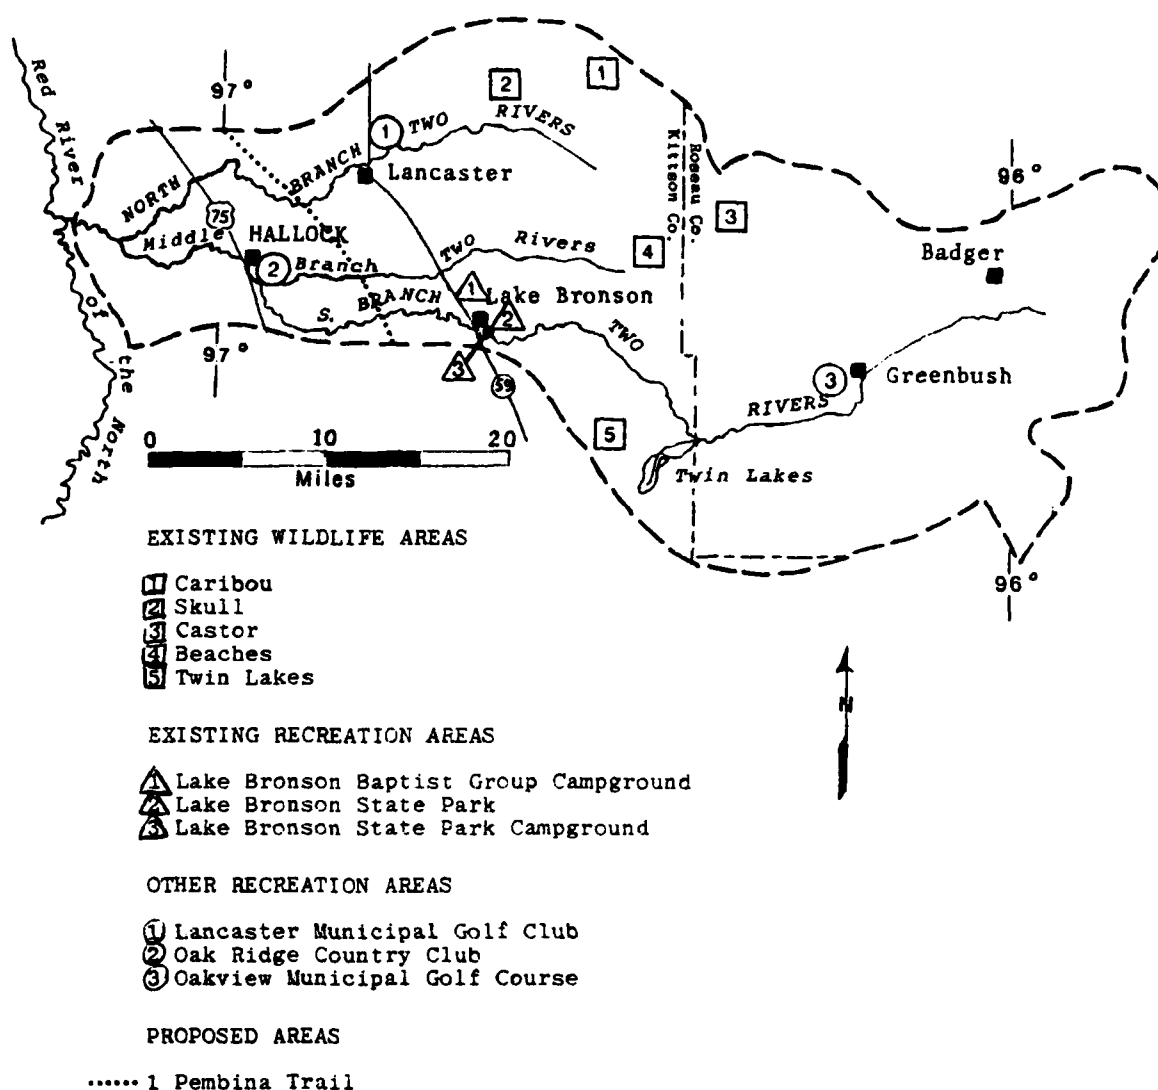 Red River of the North
97°
2
1
1
TWO RIVERS
NORTH BRANCH
Lancaster
Kittson Co.
Roseau Co.
3
96°
75
Middle Branch TWO Rivers
HALLOCK
2
4
Badger
1
Lake Bronson
S. BRANCH TWO RIVERS
2
3
59
97°
3
Greenbush
5
Twin Lakes
0 10 20
Miles
96°
N
EXISTING WILDLIFE AREAS
1 Caribou
2 Skull
3 Castor
4 Beaches
5 Twin Lakes
EXISTING RECREATION AREAS
1 Lake Bronson Baptist Group Campground
2 Lake Bronson State Park
3 Lake Bronson State Park Campground
OTHER RECREATION AREAS
1 Lancaster Municipal Golf Club
2 Oak Ridge Country Club
3 Oakview Municipal Golf Course
PROPOSED AREAS
...... 1 Pembina Trail